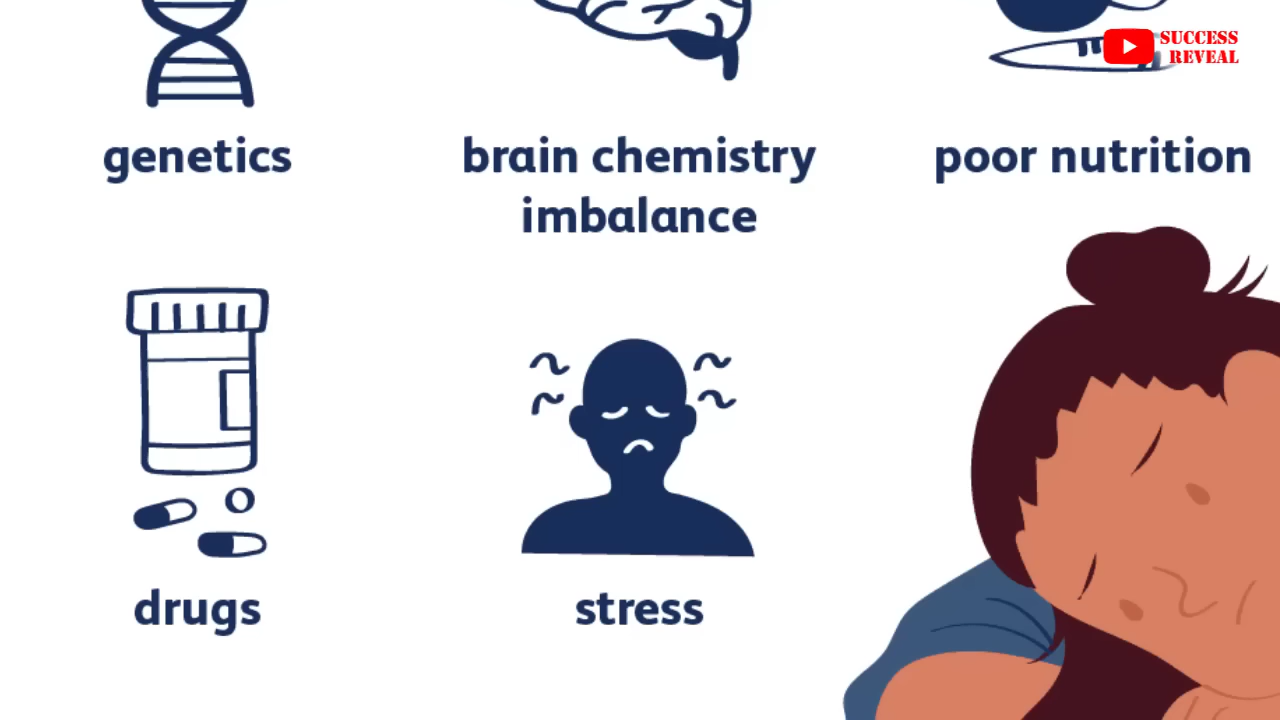 SUCCESS
REVEAL
genetics
brain chemistry
imbalance
poor nutrition
drugs
stress